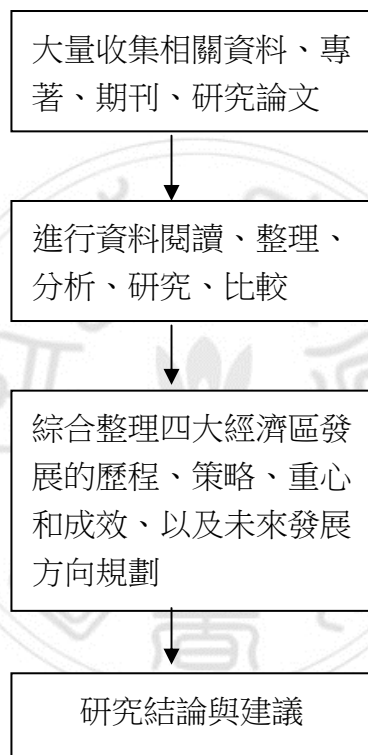 大量收集相關資料、專
著、期刊、研究論文
進行資料閱讀、整理、
分析、研究、比較
綜合整理四大經濟區發
展的歷程、策略、重心
和成效、以及未來發展
方向規劃
研究結論與建議